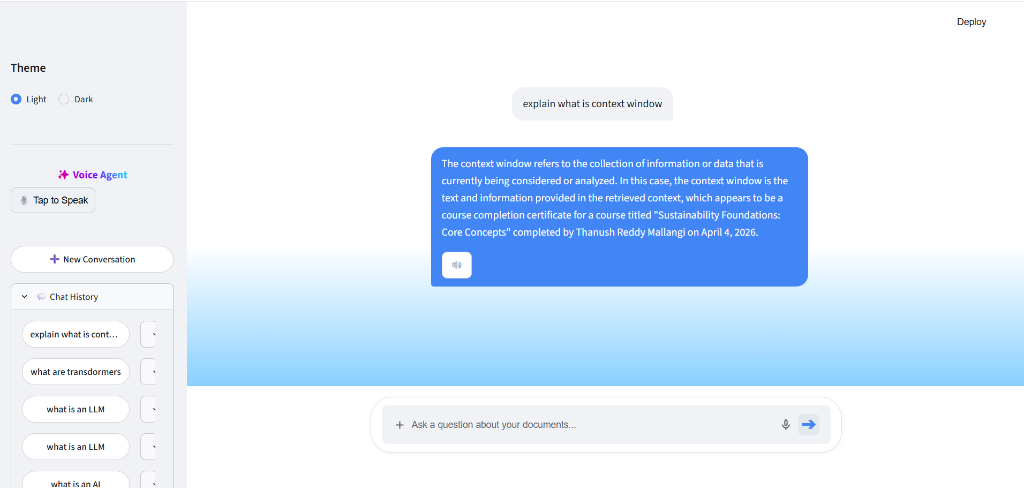 Deploy
Theme
Light
Dark
Voice Agent
Tap to Speak
New Conversation
Chat History
explain what is cont...
what are transdormers
what is an LLM
what is an LLM
what is an AI
explain what is context window
The context window refers to the collection of information or data that is
currently being considered or analyzed. In this case, the context window is the
text and information provided in the retrieved context, which appears to be a
course completion certificate for a course titled "Sustainability Foundations:
Core Concepts" completed by Thanush Reddy Mallangi on April 4, 2026.
Ask a question about your documents...